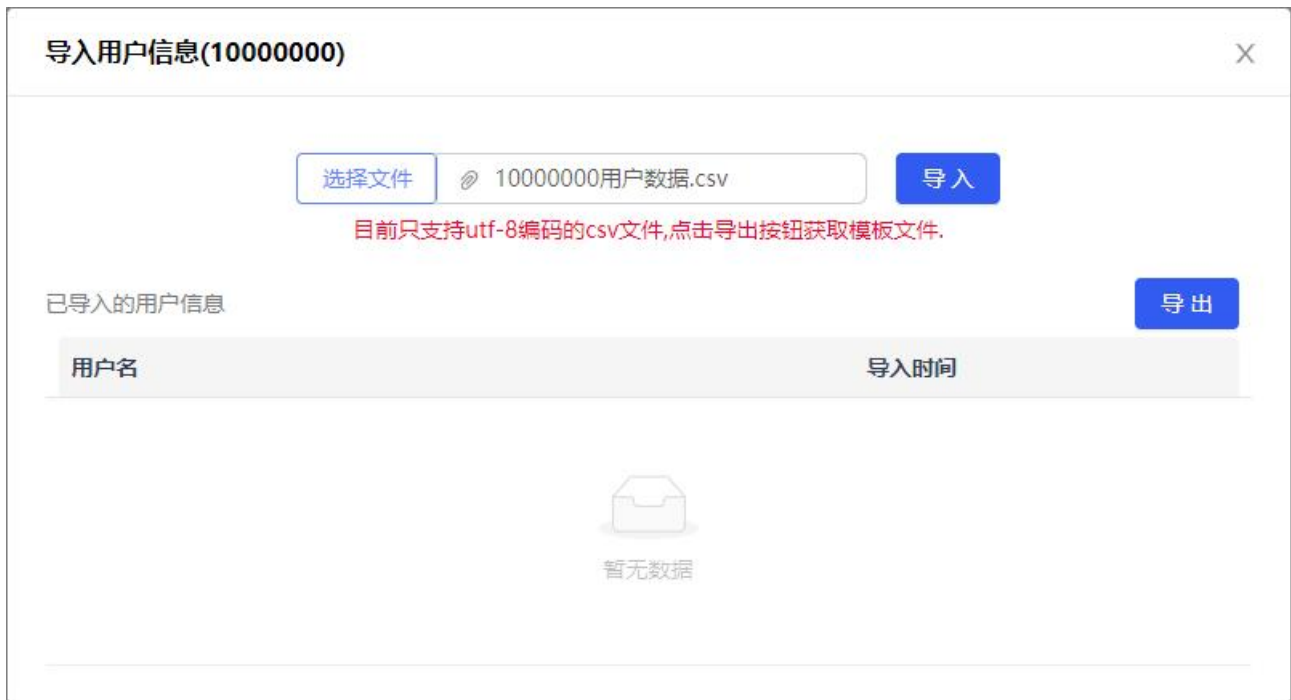 导入用户信息(10000000)
选择文件 10000000用户数据.csv 导入
目前只支持utf-8编码的csv文件,点击导出按钮获取模板文件.
已导入的用户信息 导出
用户名 导入时间
暂无数据